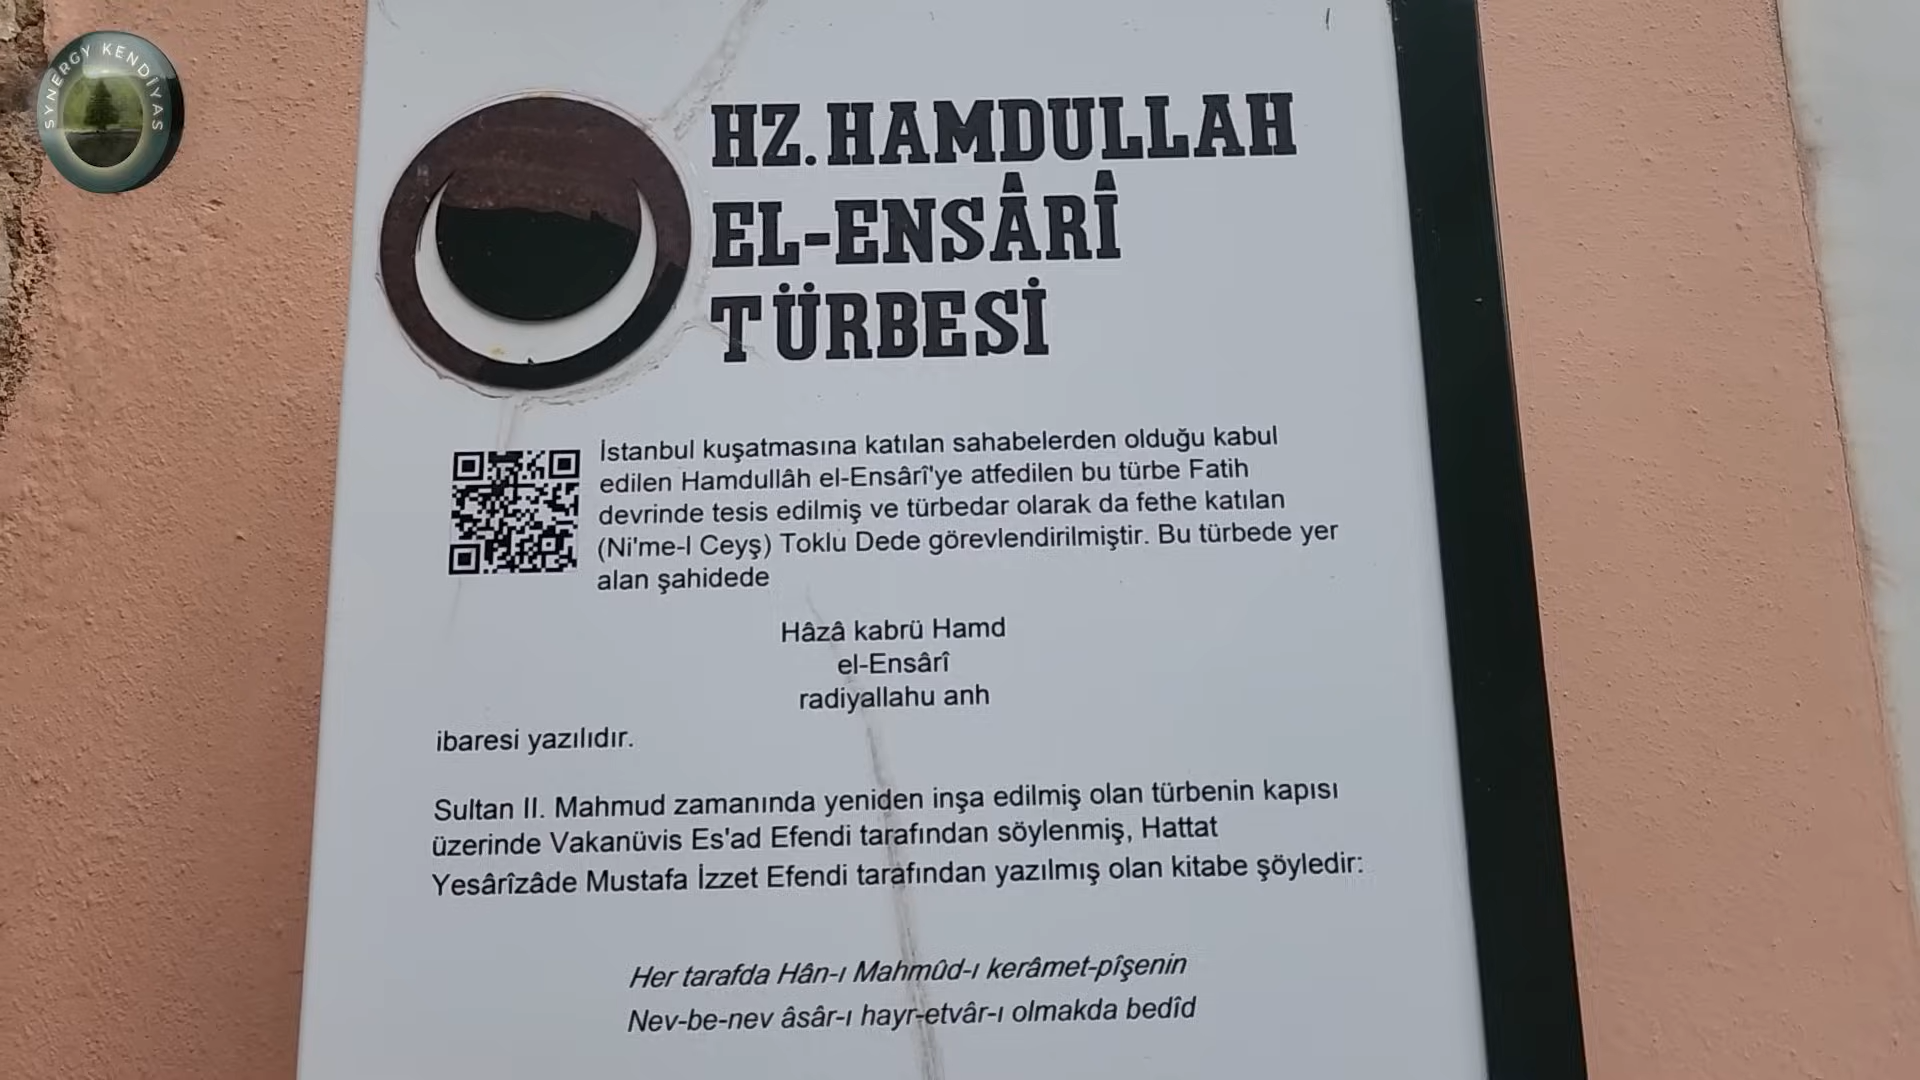 SYNERGY KENDİYAS
HZ. HAMDULLAH
EL-ENSÂRÎ
TÜRBESİ
İstanbul kuşatmasına katılan sahabelerden olduğu kabul
edilen Hamdullâh el-Ensârî'ye atfedilen bu türbe Fatih
devrinde tesis edilmiş ve türbedar olarak da fethe katılan
(Ni'me-l Ceyş) Toklu Dede görevlendirilmiştir. Bu türbede yer
alan şahidede
Hâzâ kabrü Hamd
el-Ensârî
radiyallahu anh
ibaresi yazılıdır.
Sultan II. Mahmud zamanında yeniden inşa edilmiş olan türbenin kapısı
üzerinde Vakanüvis Es'ad Efendi tarafından söylenmiş, Hattat
Yesârîzâde Mustafa İzzet Efendi tarafından yazılmış olan kitabe şöyledir:
Her tarafda Hân-ı Mahmûd-ı kerâmet-pîşenin
Nev-be-nev âsâr-ı hayr-etvâr-ı olmakda bedîd